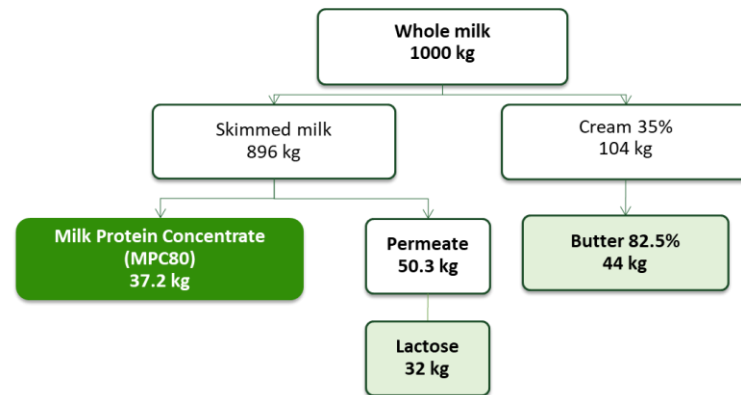 Whole milk
1000 kg
Skimmed milk
896 kg
Cream 35%
104 kg
Milk Protein Concentrate
(MPC80)
37.2 kg
Permeate
50.3 kg
Butter 82.5%
44 kg
Lactose
32 kg